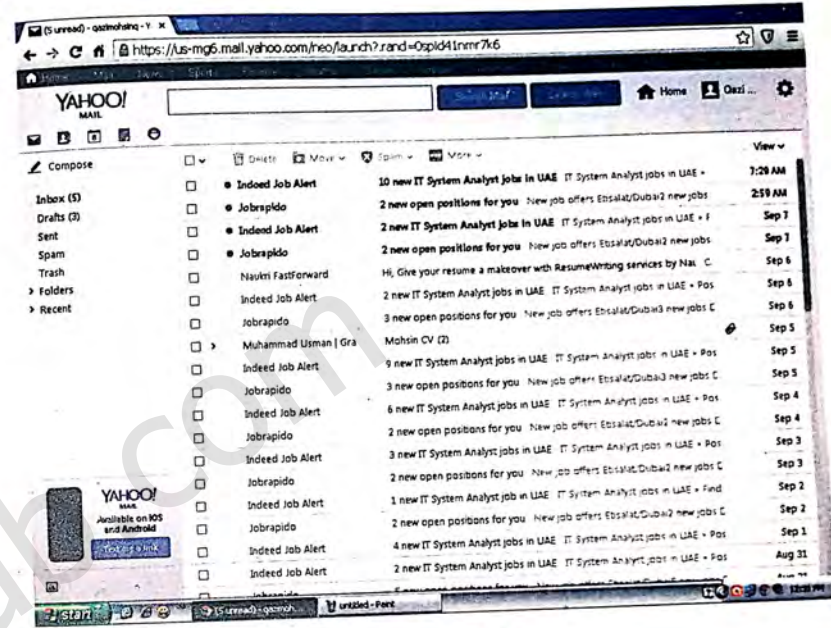 (5 unread) - qazimohsinq - Y. ×
https://us-mg6.mail.yahoo.com/neo/launch?.rand=0spld41nmr7k6
Home Mail News Sports
YAHOO!
MAIL
Home Qazi ...
Compose
Delete Move Spam More View
Inbox (5)
Drafts (3)
Sent
Spam
Trash
> Folders
> Recent
Indeed Job Alert 10 new IT System Analyst jobs in UAE IT System Analyst jobs in UAE 7:29 AM
Jobrapido 2 new open positions for you New job offers Etisalat/Dubai2 new jobs 2:59 AM
Indeed Job Alert 2 new IT System Analyst jobs in UAE IT System Analyst jobs in UAE Sep 7
Jobrapido 2 new open positions for you New job offers Etisalat/Dubai2 new jobs Sep 7
Naukri FastForward Hi, Give your resume a makeover with ResumeWriting services by Sep 6
Indeed Job Alert 2 new IT System Analyst jobs in UAE IT System Analyst jobs in UAE Pos Sep 6
Jobrapido 3 new open positions for you New job offers Etisalat/Dubai3 new jobs Sep 6
> Muhammad Usman | Gra Mohsin CV (2) Sep 5
Indeed Job Alert 9 new IT System Analyst jobs in UAE IT System Analyst jobs in UAE Pos Sep 5
Jobrapido 3 new open positions for you New job offers Etisalat/Dubai3 new jobs Sep 5
Indeed Job Alert 6 new IT System Analyst jobs in UAE IT System Analyst jobs in UAE Pos Sep 4
Jobrapido 2 new open positions for you New job offers Etisalat/Dubai2 new jobs Sep 4
Indeed Job Alert 3 new IT System Analyst jobs in UAE IT System Analyst jobs in UAE Pos Sep 3
Jobrapido 2 new open positions for you New job offers Etisalat/Dubai2 new jobs Sep 3
Indeed Job Alert 1 new IT System Analyst job in UAE IT System Analyst jobs in UAE Find Sep 2
Jobrapido 2 new open positions for you New job offers Etisalat/Dubai2 new jobs Sep 2
Indeed Job Alert 4 new IT System Analyst jobs in UAE IT System Analyst jobs in UAE Pos Sep 1
Indeed Job Alert 2 new IT System Analyst jobs in UAE IT System Analyst jobs in UAE Pos Aug 31
YAHOO!
MAIL
Available on iOS
and Android
Text me a link
start (5 unread) - qazimoh... untitled - Paint